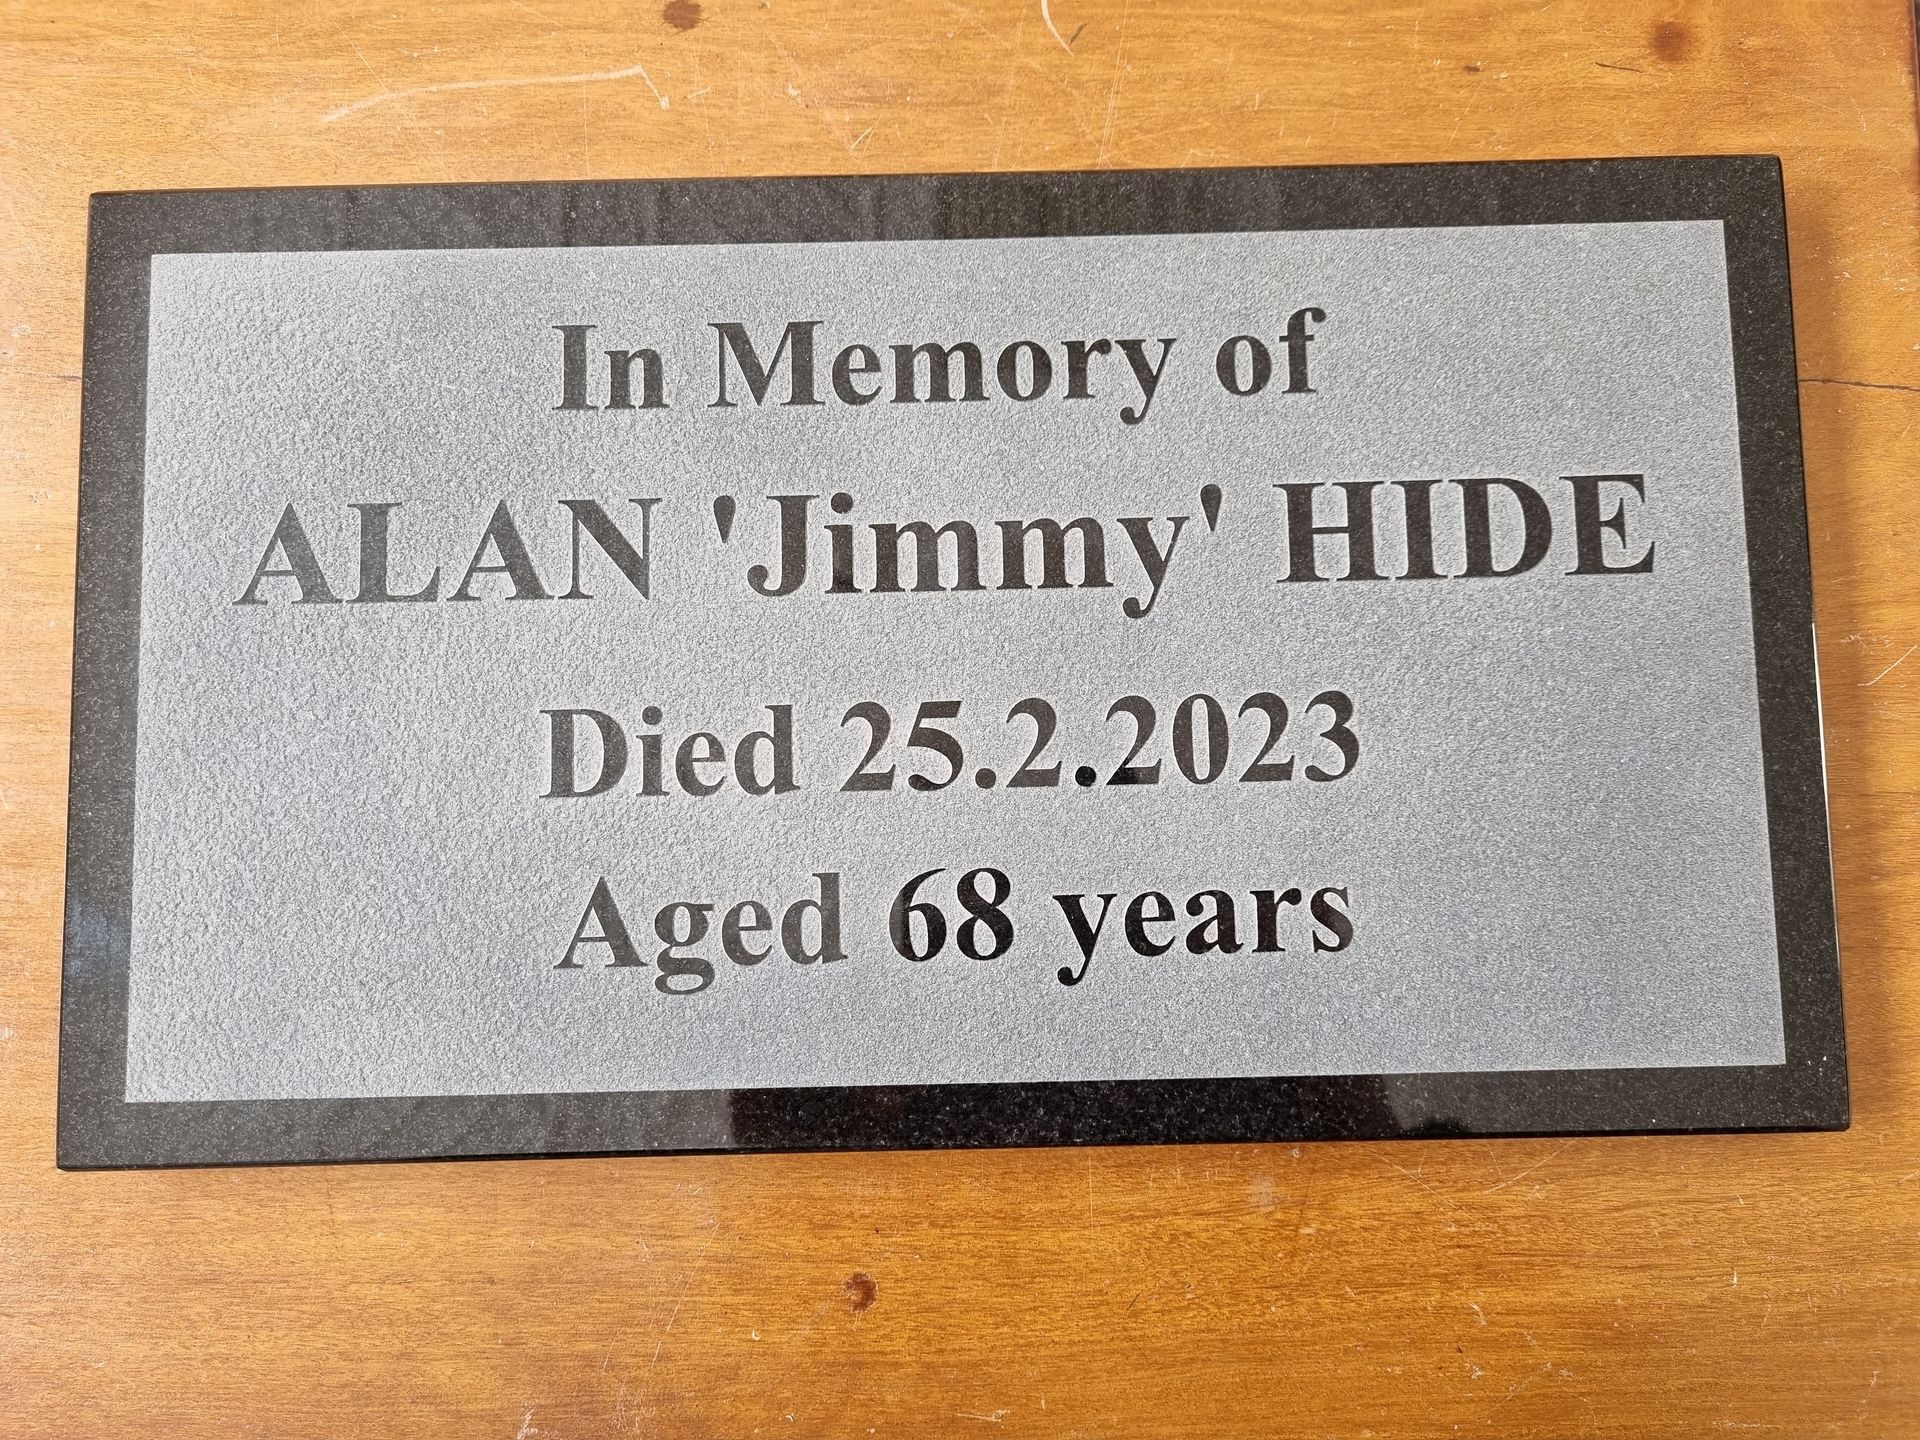 In Memory of
ALAN 'Jimmy' HIDE
Died 25.2.2023
Aged 68 years